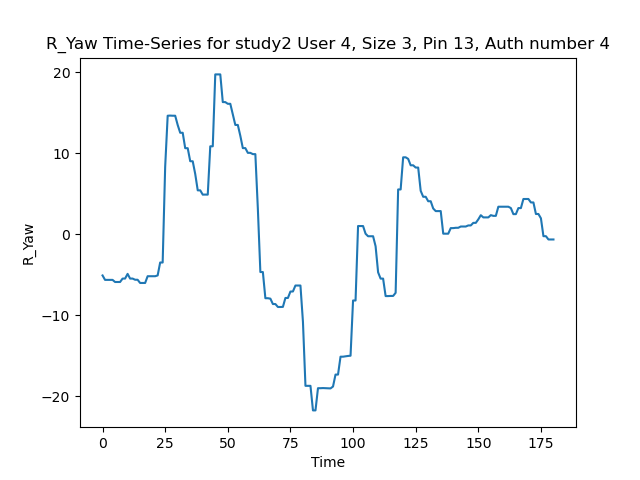 R_Yaw Time-Series for study2 User 4, Size 3, Pin 13, Auth number 4
20
10
0
−10
−20
R_Yaw
0 25 50 75 100 125 150 175
Time